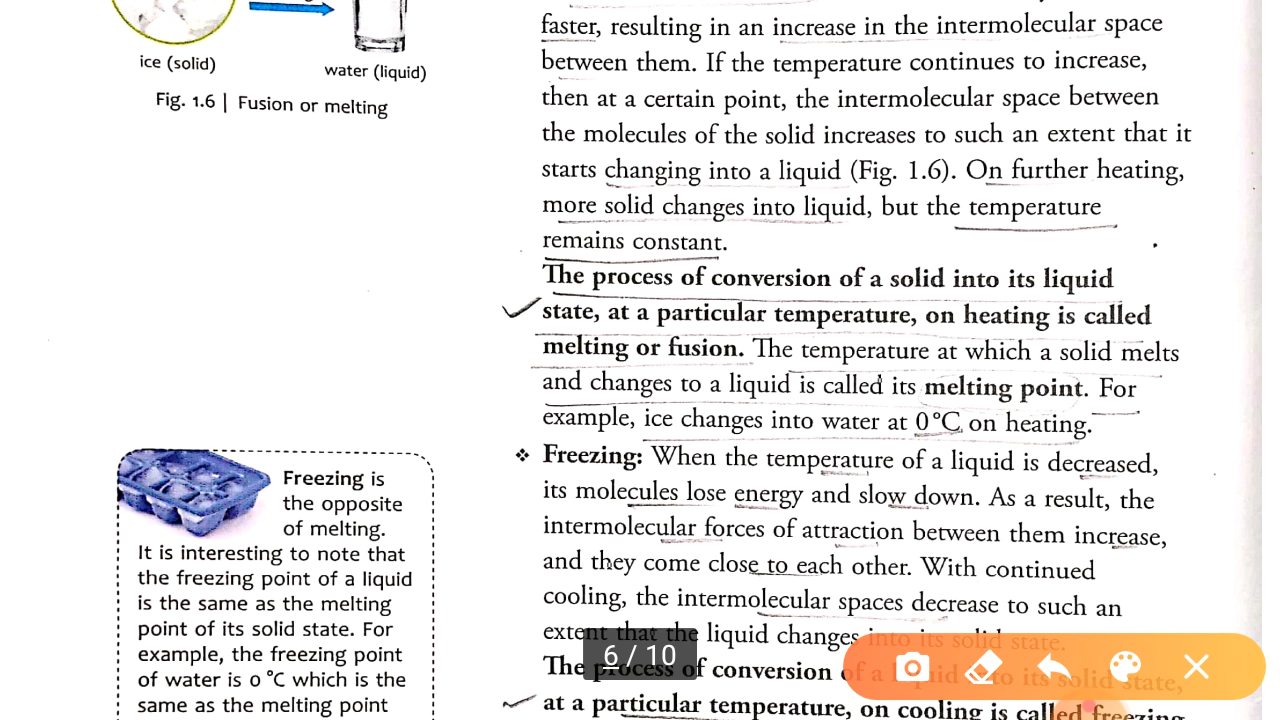 ice (solid)
water (liquid)
Fig. 1.6 | Fusion or melting
faster, resulting in an increase in the intermolecular space
between them. If the temperature continues to increase,
then at a certain point, the intermolecular space between
the molecules of the solid increases to such an extent that it
starts changing into a liquid (Fig. 1.6). On further heating,
more solid changes into liquid, but the temperature
remains constant.
The process of conversion of a solid into its liquid
state, at a particular temperature, on heating is called
melting or fusion. The temperature at which a solid melts
and changes to a liquid is called its melting point. For
example, ice changes into water at 0°C on heating.
❖ Freezing: When the temperature of a liquid is decreased,
its molecules lose energy and slow down. As a result, the
intermolecular forces of attraction between them increase,
and they come close to each other. With continued
cooling, the intermolecular spaces decrease to such an
extent that the liquid changes into its solid state.
The process of conversion of a liquid into its solid state,
at a particular temperature, on cooling is called freezing
Freezing is
the opposite
of melting.
It is interesting to note that
the freezing point of a liquid
is the same as the melting
point of its solid state. For
example, the freezing point
of water is 0 °C which is the
same as the melting point
6 / 10